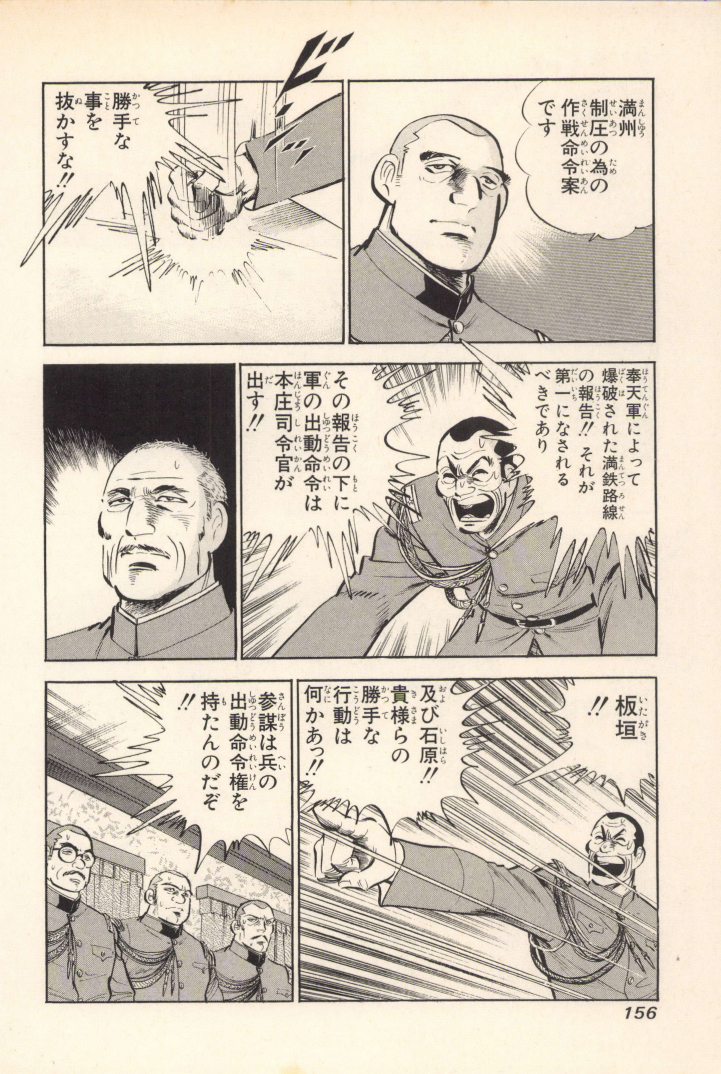 満州
制圧の為の
作戦命令案
です
勝手な
事を
抜かすな!!
奉天軍によって
爆破された満鉄路線
の報告!!それが
第一になされる
べきであり
その報告の下に
軍の出動命令は
本庄司令官が
出す!!
板垣
!!
及び石原!!
貴様らの
勝手な
行動は
何かあっ!!
参謀は兵の
出動命令権を
持たんのだぞ
!!
156